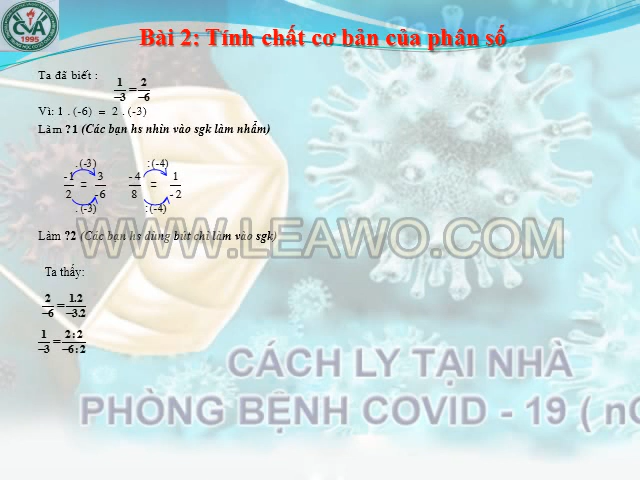 CVA
1995
Bài 2: Tính chất cơ bản của phân số
Ta đã biết :
1/−3 = 2/−6
Vì: 1 . (-6) = 2 . (-3)
Làm ?1 (Các bạn hs nhìn vào sgk làm nhẩm)
. (-3) : (-4)
-1/2 = 3/-6 -4/8 = 1/-2
. (-3) : (-4)
WWW.LEAWO.COM
Làm ?2 (Các bạn hs dùng bút chì làm vào sgk)
Ta thấy:
2/−6 = 1.2/−3.2
1/−3 = 2:2/−6:2
CÁCH LY TẠI NHÀ
PHÒNG BỆNH COVID - 19 ( nC